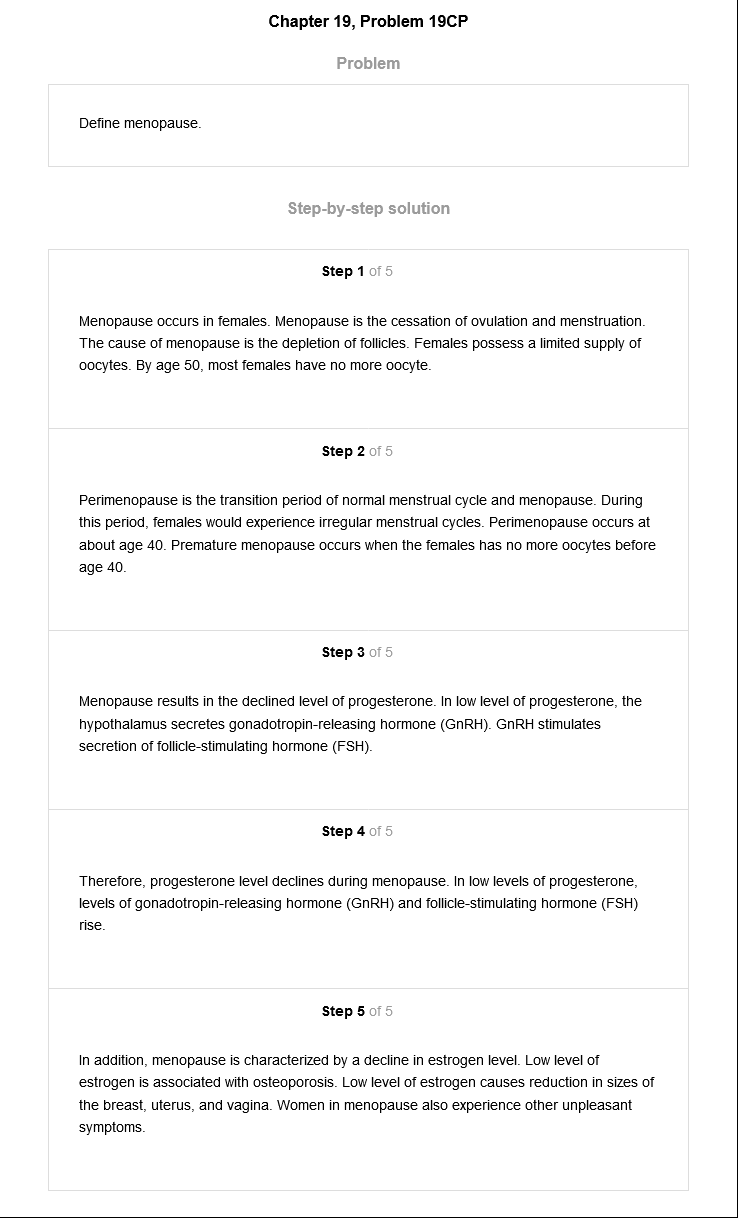 Chapter 19, Problem 19CP
Problem
Define menopause.
Step-by-step solution
Step 1 of 5
Menopause occurs in females. Menopause is the cessation of ovulation and menstruation.
The cause of menopause is the depletion of follicles. Females possess a limited supply of
oocytes. By age 50, most females have no more oocyte.
Step 2 of 5
Perimenopause is the transition period of normal menstrual cycle and menopause. During
this period, females would experience irregular menstrual cycles. Perimenopause occurs at
about age 40. Premature menopause occurs when the females has no more oocytes before
age 40.
Step 3 of 5
Menopause results in the declined level of progesterone. In low level of progesterone, the
hypothalamus secretes gonadotropin-releasing hormone (GnRH). GnRH stimulates
secretion of follicle-stimulating hormone (FSH).
Step 4 of 5
Therefore, progesterone level declines during menopause. In low levels of progesterone,
levels of gonadotropin-releasing hormone (GnRH) and follicle-stimulating hormone (FSH)
rise.
Step 5 of 5
In addition, menopause is characterized by a decline in estrogen level. Low level of
estrogen is associated with osteoporosis. Low level of estrogen causes reduction in sizes of
the breast, uterus, and vagina. Women in menopause also experience other unpleasant
symptoms.